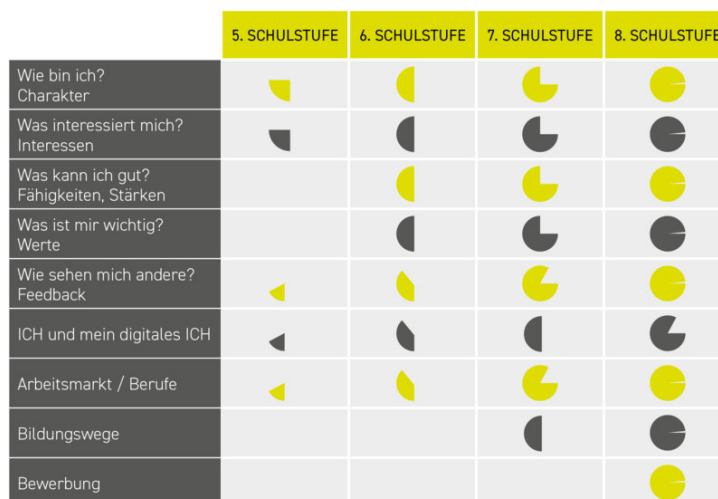 5. SCHULSTUFE 6. SCHULSTUFE 7. SCHULSTUFE 8. SCHULSTUFE
Wie bin ich?
Charakter
Was interessiert mich?
Interessen
Was kann ich gut?
Fähigkeiten, Stärken
Was ist mir wichtig?
Werte
Wie sehen mich andere?
Feedback
ICH und mein digitales ICH
Arbeitsmarkt / Berufe
Bildungswege
Bewerbung